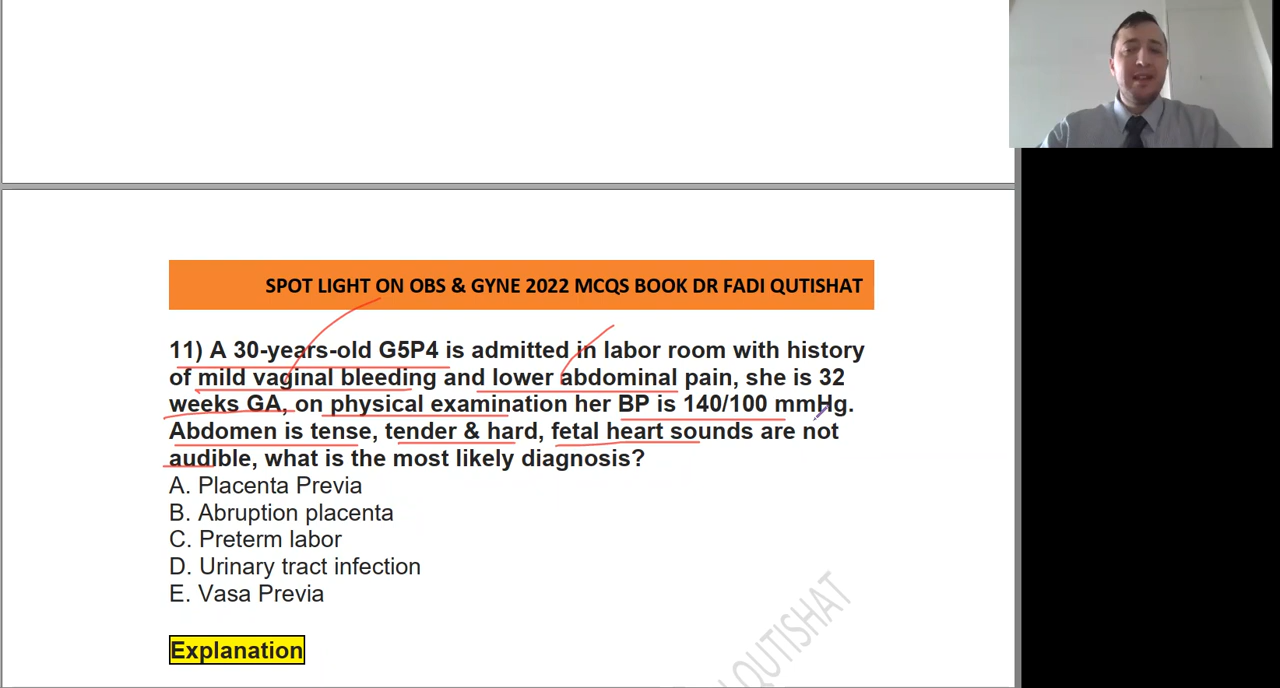 SPOT LIGHT ON OBS & GYNE 2022 MCQS BOOK DR FADI QUTISHAT
11) A 30-years-old G5P4 is admitted in labor room with history
of mild vaginal bleeding and lower abdominal pain, she is 32
weeks GA, on physical examination her BP is 140/100 mmHg.
Abdomen is tense, tender & hard, fetal heart sounds are not
audible, what is the most likely diagnosis?
A. Placenta Previa
B. Abruption placenta
C. Preterm labor
D. Urinary tract infection
E. Vasa Previa
Explanation
QUTISHAT